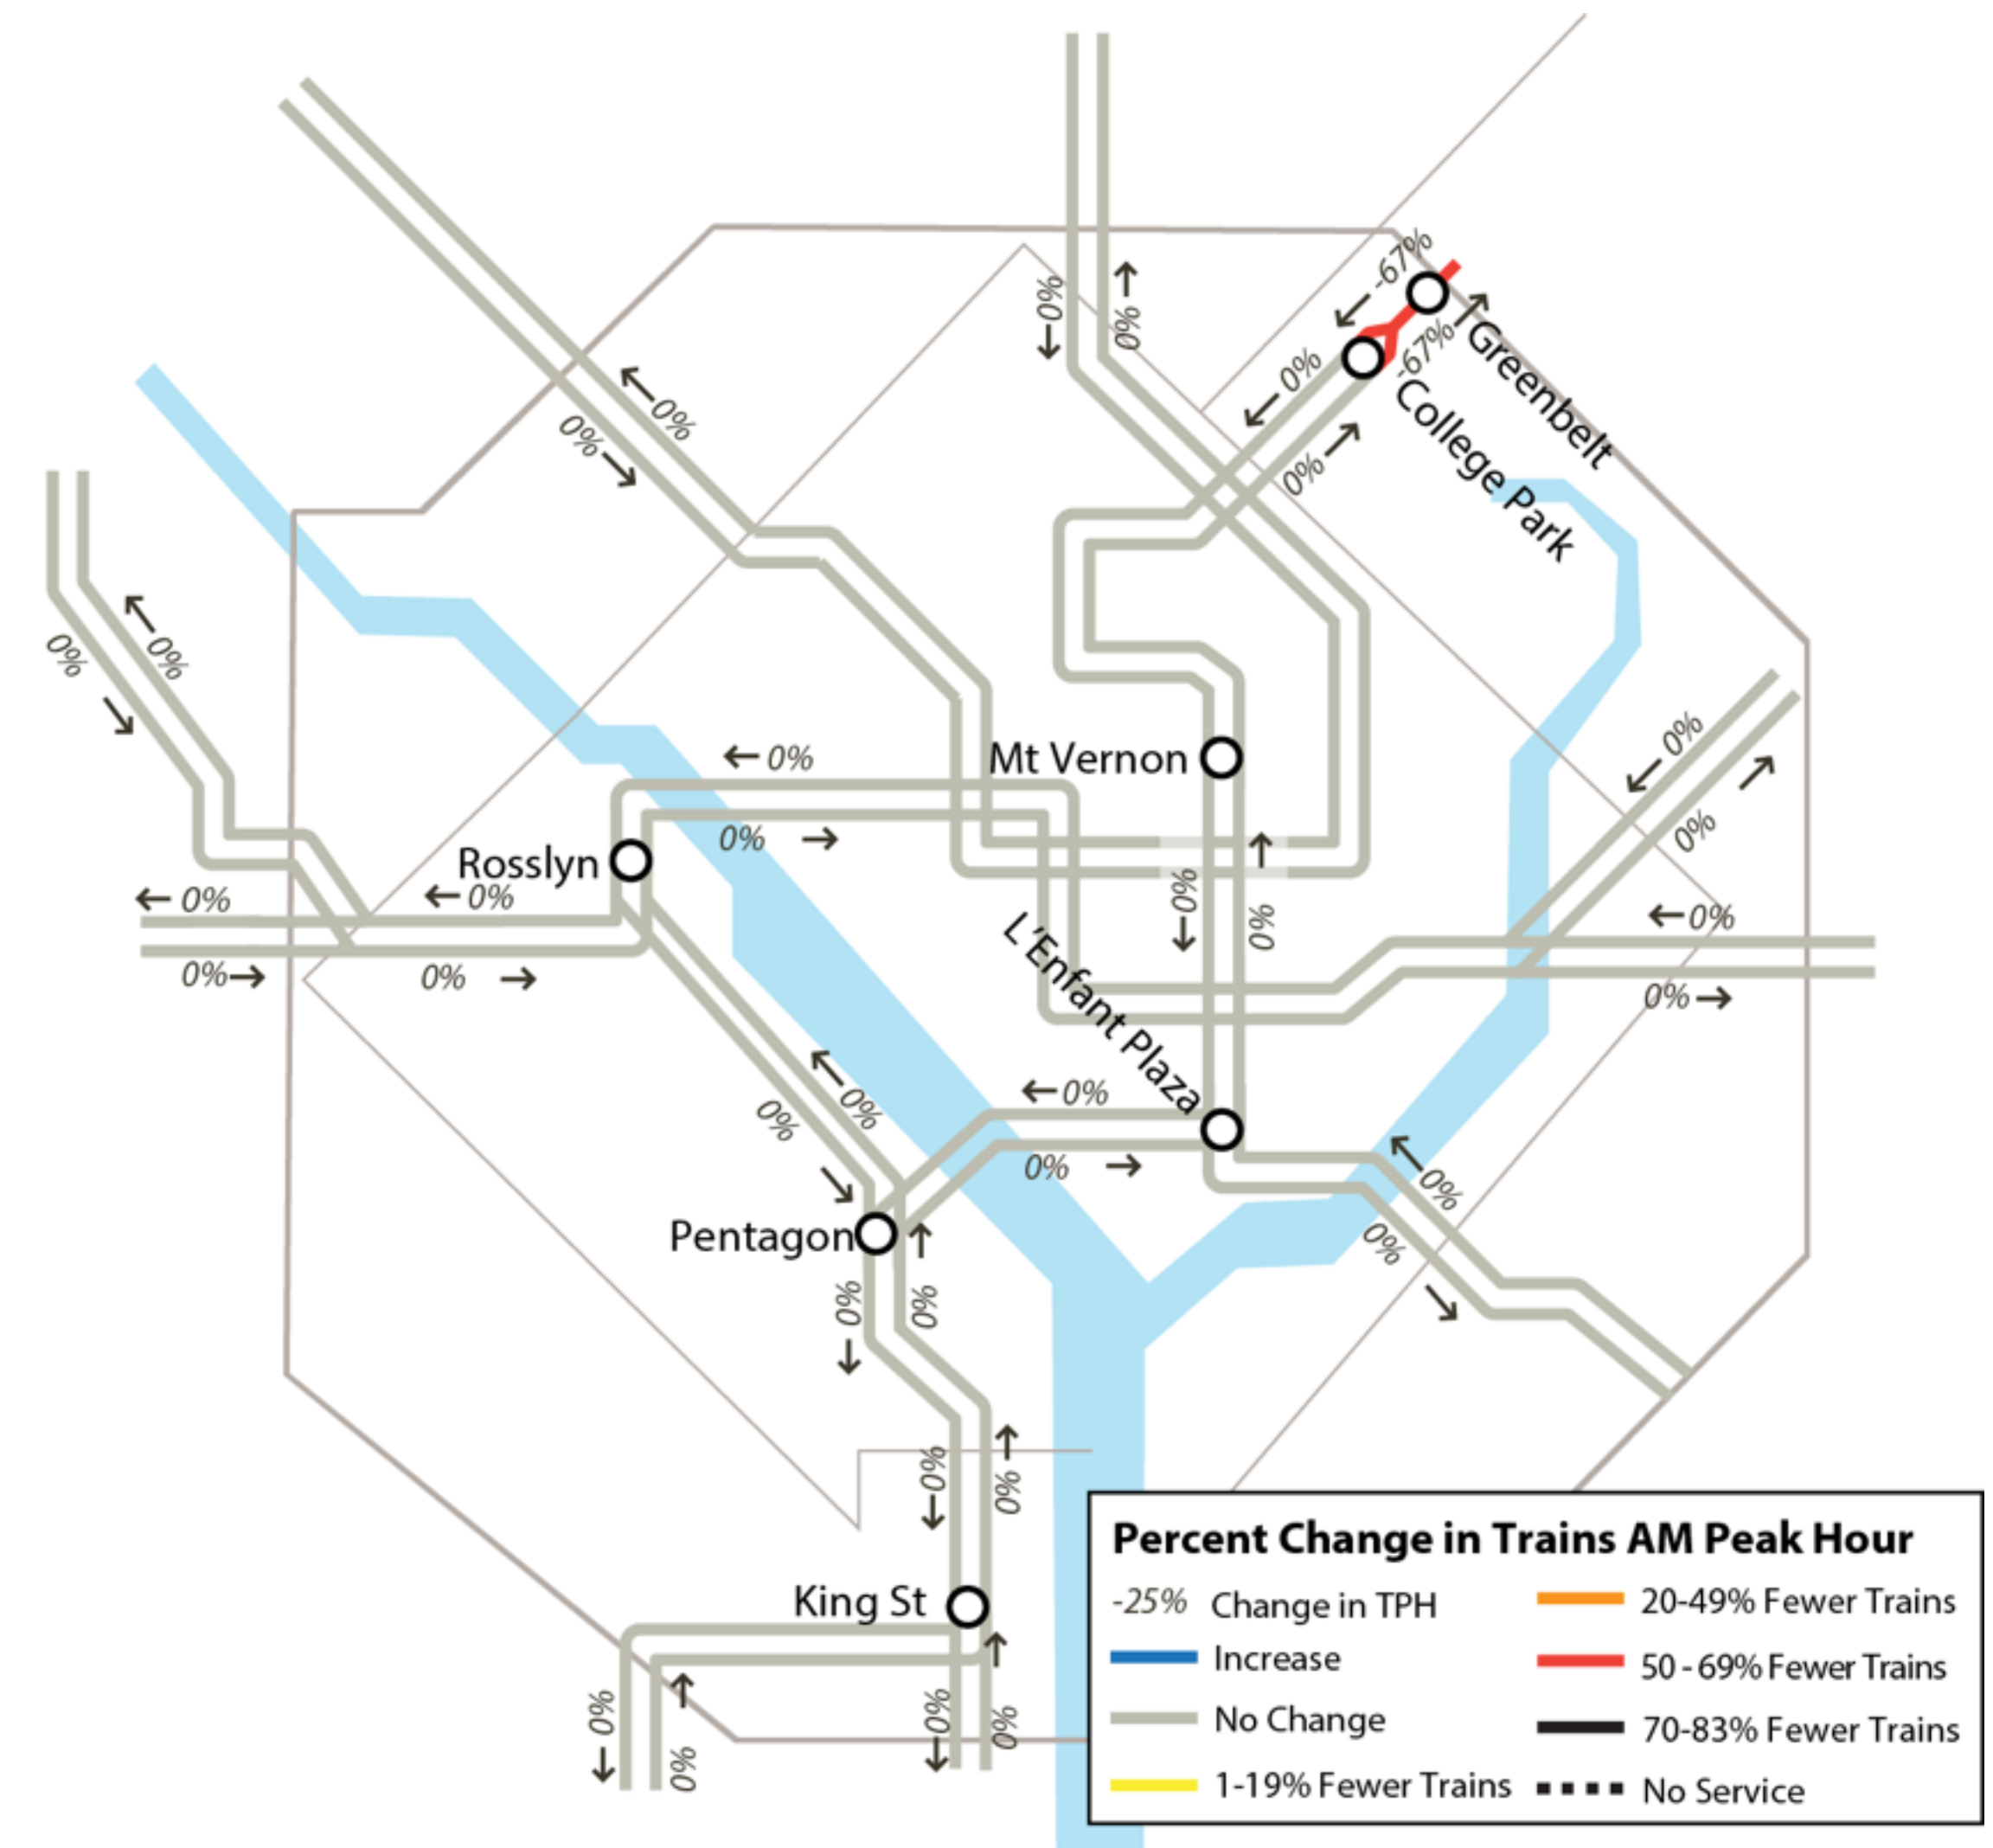 -67%
-67%
Greenbelt
College Park
0%
0%
0%
0%
0%
0%
0%
0%
0%
0%
0%
Mt Vernon
0%
0%
0%
Rosslyn
0%
0%
0%
0%
0%
0%
0%
0%
L'Enfant Plaza
0%
0%
0%
0%
0%
0%
Pentagon
0%
0%
0%
0%
King St
0%
0%
0%
0%
Percent Change in Trains AM Peak Hour
-25% Change in TPH
Increase
No Change
1-19% Fewer Trains
20-49% Fewer Trains
50 - 69% Fewer Trains
70-83% Fewer Trains
No Service